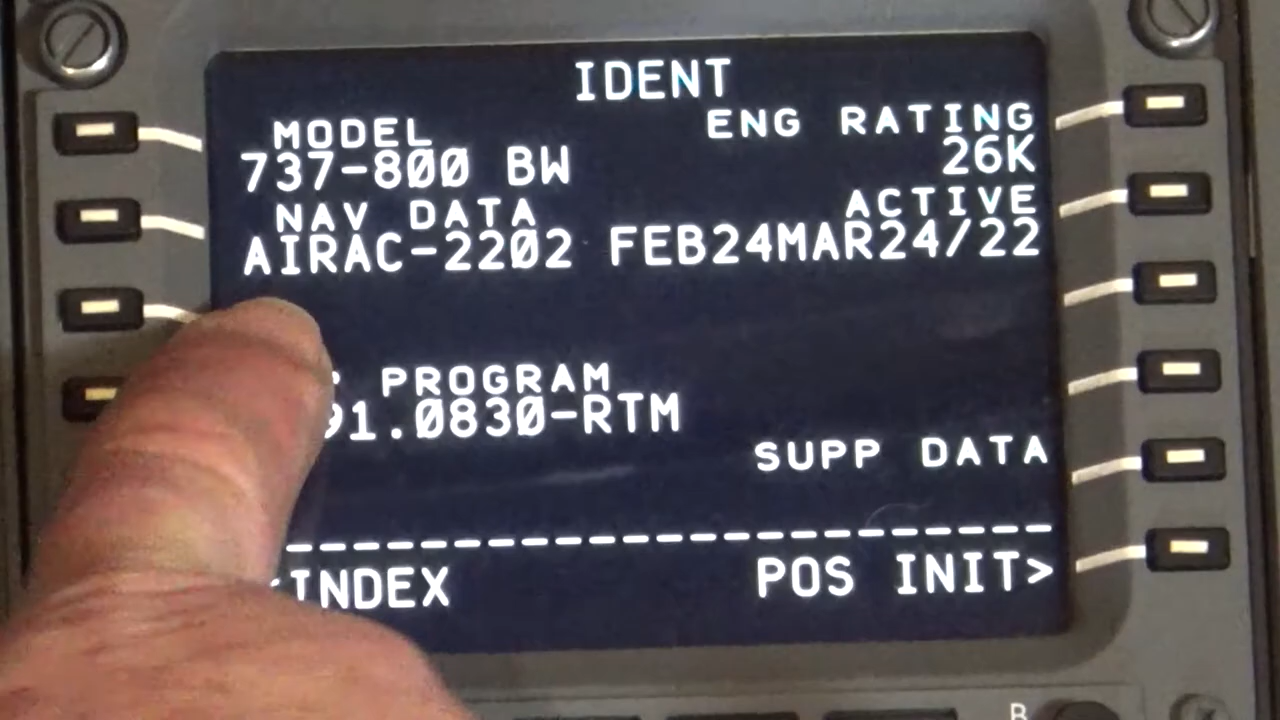 IDENT
MODEL ENG RATING
737-800 BW 26K
NAV DATA ACTIVE
AIRAC-2202 FEB24MAR24/22
PROGRAM
91.0830-RTM
SUPP DATA
<INDEX POS INIT>
B